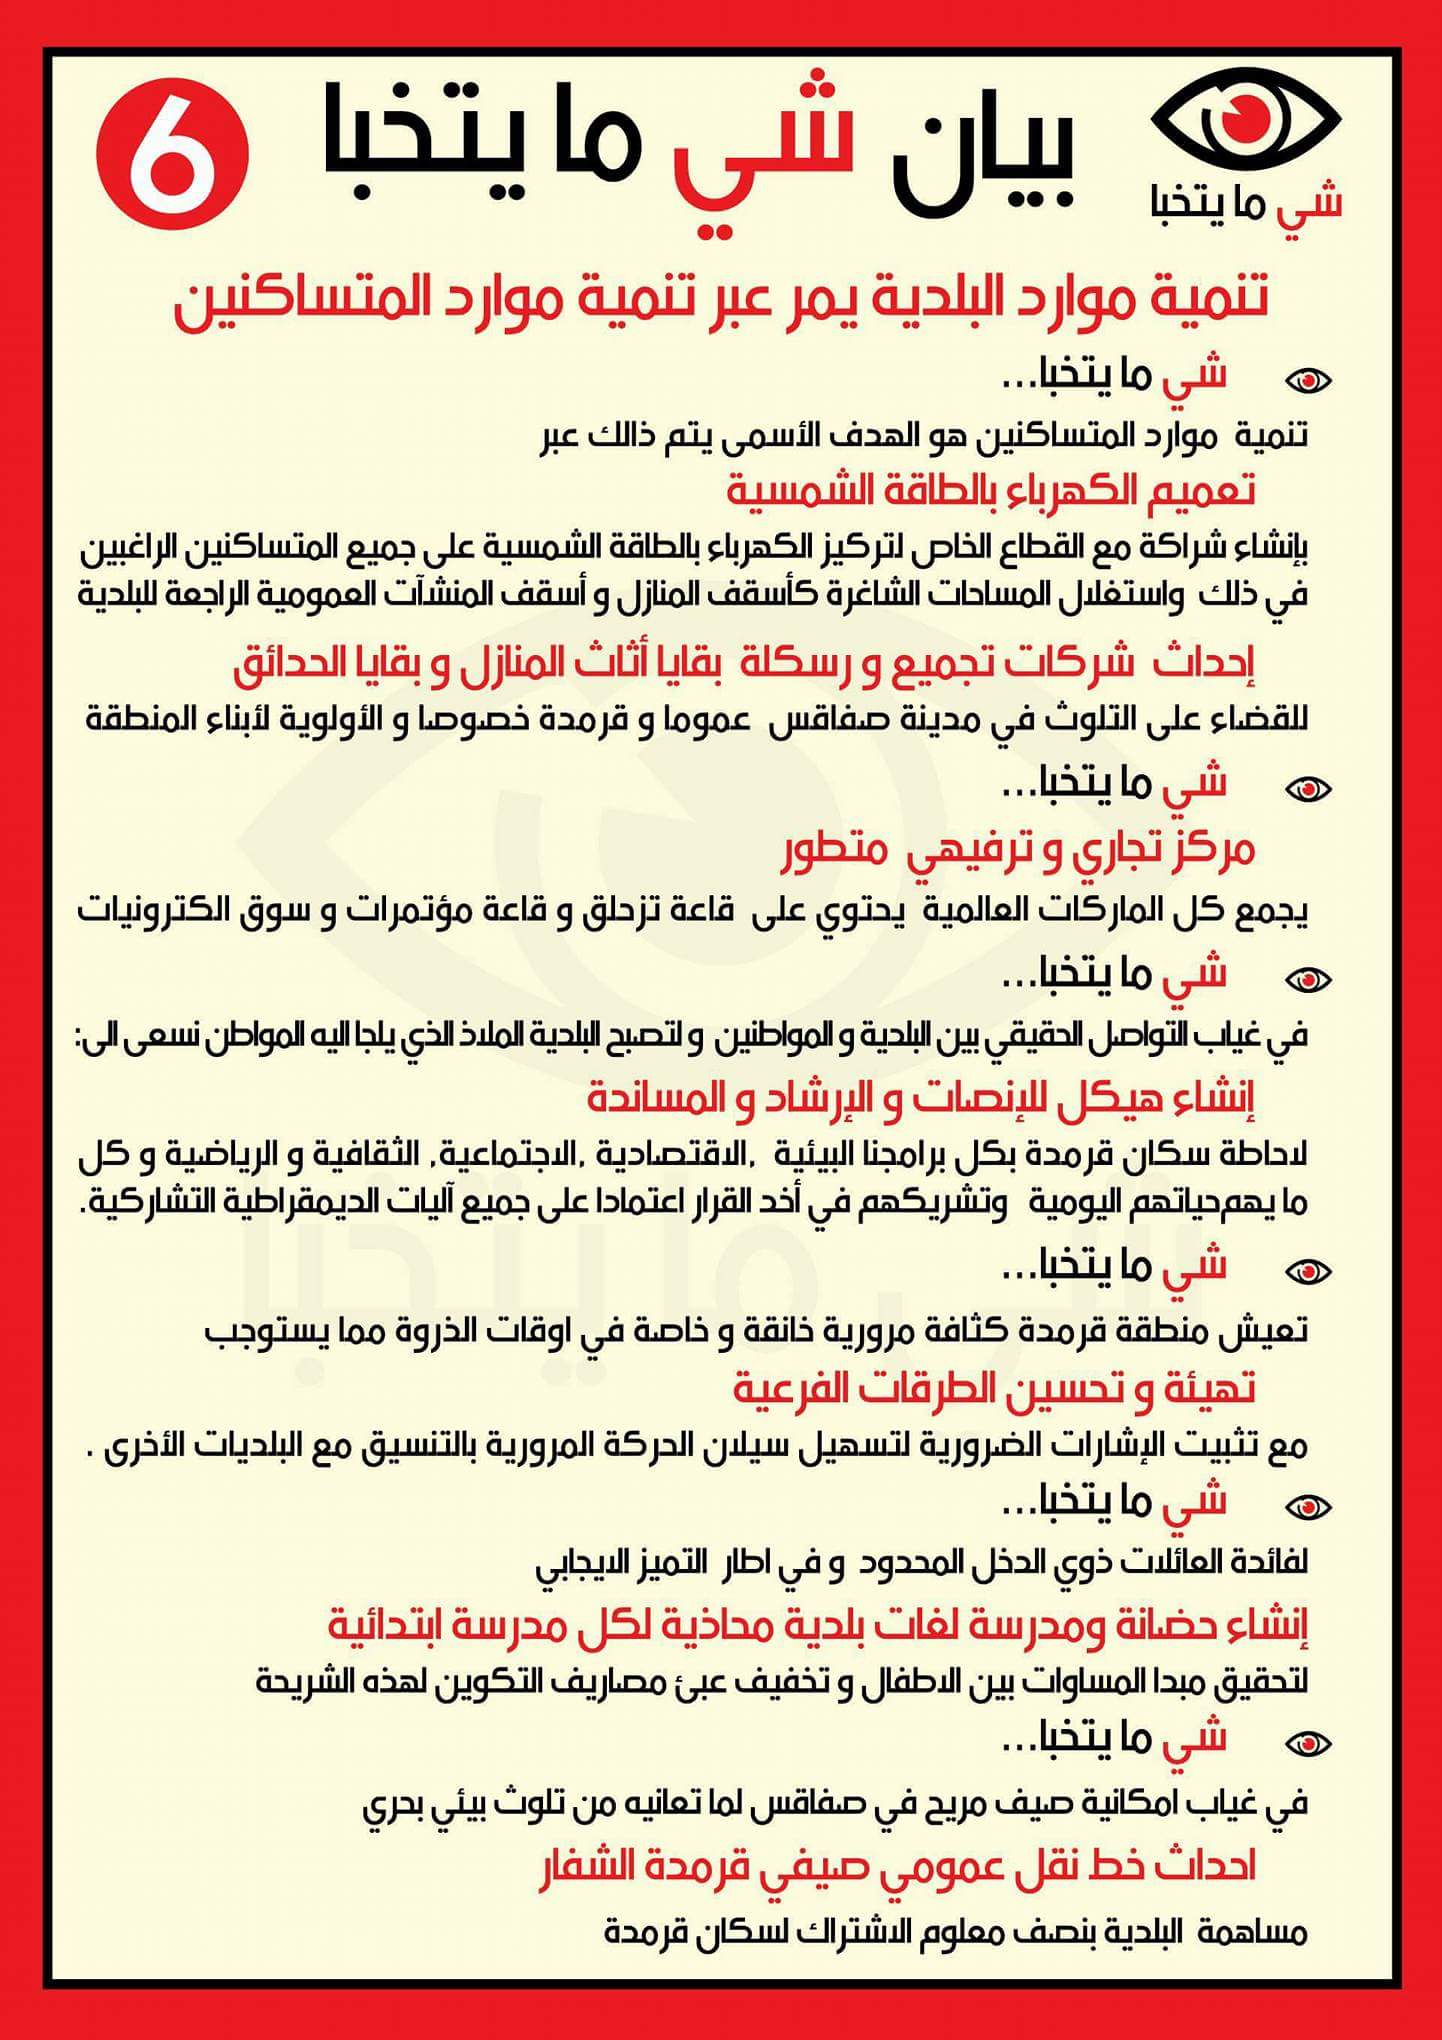 شي ما يتخبا
بيان شي ما يتخبا
6
تنمية موارد البلدية يمر عبر تنمية موارد المتساكنين
شي ما يتخبا...
تنمية موارد المتساكنين هو الهدف الأسمى يتم ذالك عبر
تعميم الكهرباء بالطاقة الشمسية
بإنشاء شراكة مع القطاع الخاص لتركيز الكهرباء بالطاقة الشمسية على جميع المتساكنين الراغبين
في ذلك واستغلال المساحات الشاغرة كأسقف المنازل و أسقف المنشآت العمومية الراجعة للبلدية
إحداث شركات تجميع و رسكلة بقايا أثاث المنازل و بقايا الحدائق
للقضاء على التلوث في مدينة صفاقس عموما و قرمدة خصوصا و الأولوية لأبناء المنطقة
شي ما يتخبا...
مركز تجاري و ترفيهي متطور
يجمع كل الماركات العالمية يحتوي على قاعة تزحلق و قاعة مؤتمرات و سوق الكترونيات
شي ما يتخبا...
في غياب التواصل الحقيقي بين البلدية و المواطنين و لتصبح البلدية الملاذ الذي يلجا اليه المواطن نسعى الى:
إنشاء هيكل للإنصات و الإرشاد و المساندة
لاحاطة سكان قرمدة بكل برامجنا البيئية ,الاقتصادية ,الاجتماعية, الثقافية و الرياضية و كل
ما يهم حياتهم اليومية وتشريكهم في أخد القرار اعتمادا على جميع آليات الديمقراطية التشاركية.
شي ما يتخبا...
تعيش منطقة قرمدة كثافة مرورية خانقة و خاصة في اوقات الذروة مما يستوجب
تهيئة و تحسين الطرقات الفرعية
مع تثبيت الإشارات الضرورية لتسهيل سيلان الحركة المرورية بالتنسيق مع البلديات الأخرى .
شي ما يتخبا...
لفائدة العائلات ذوي الدخل المحدود و في اطار التميز الايجابي
إنشاء حضانة ومدرسة لغات بلدية محاذية لكل مدرسة ابتدائية
لتحقيق مبدا المساوات بين الاطفال و تخفيف عبئ مصاريف التكوين لهذه الشريحة
شي ما يتخبا...
في غياب امكانية صيف مريح في صفاقس لما تعانيه من تلوث بيئي بحري
احداث خط نقل عمومي صيفي قرمدة الشفار
مساهمة البلدية بنصف معلوم الاشتراك لسكان قرمدة